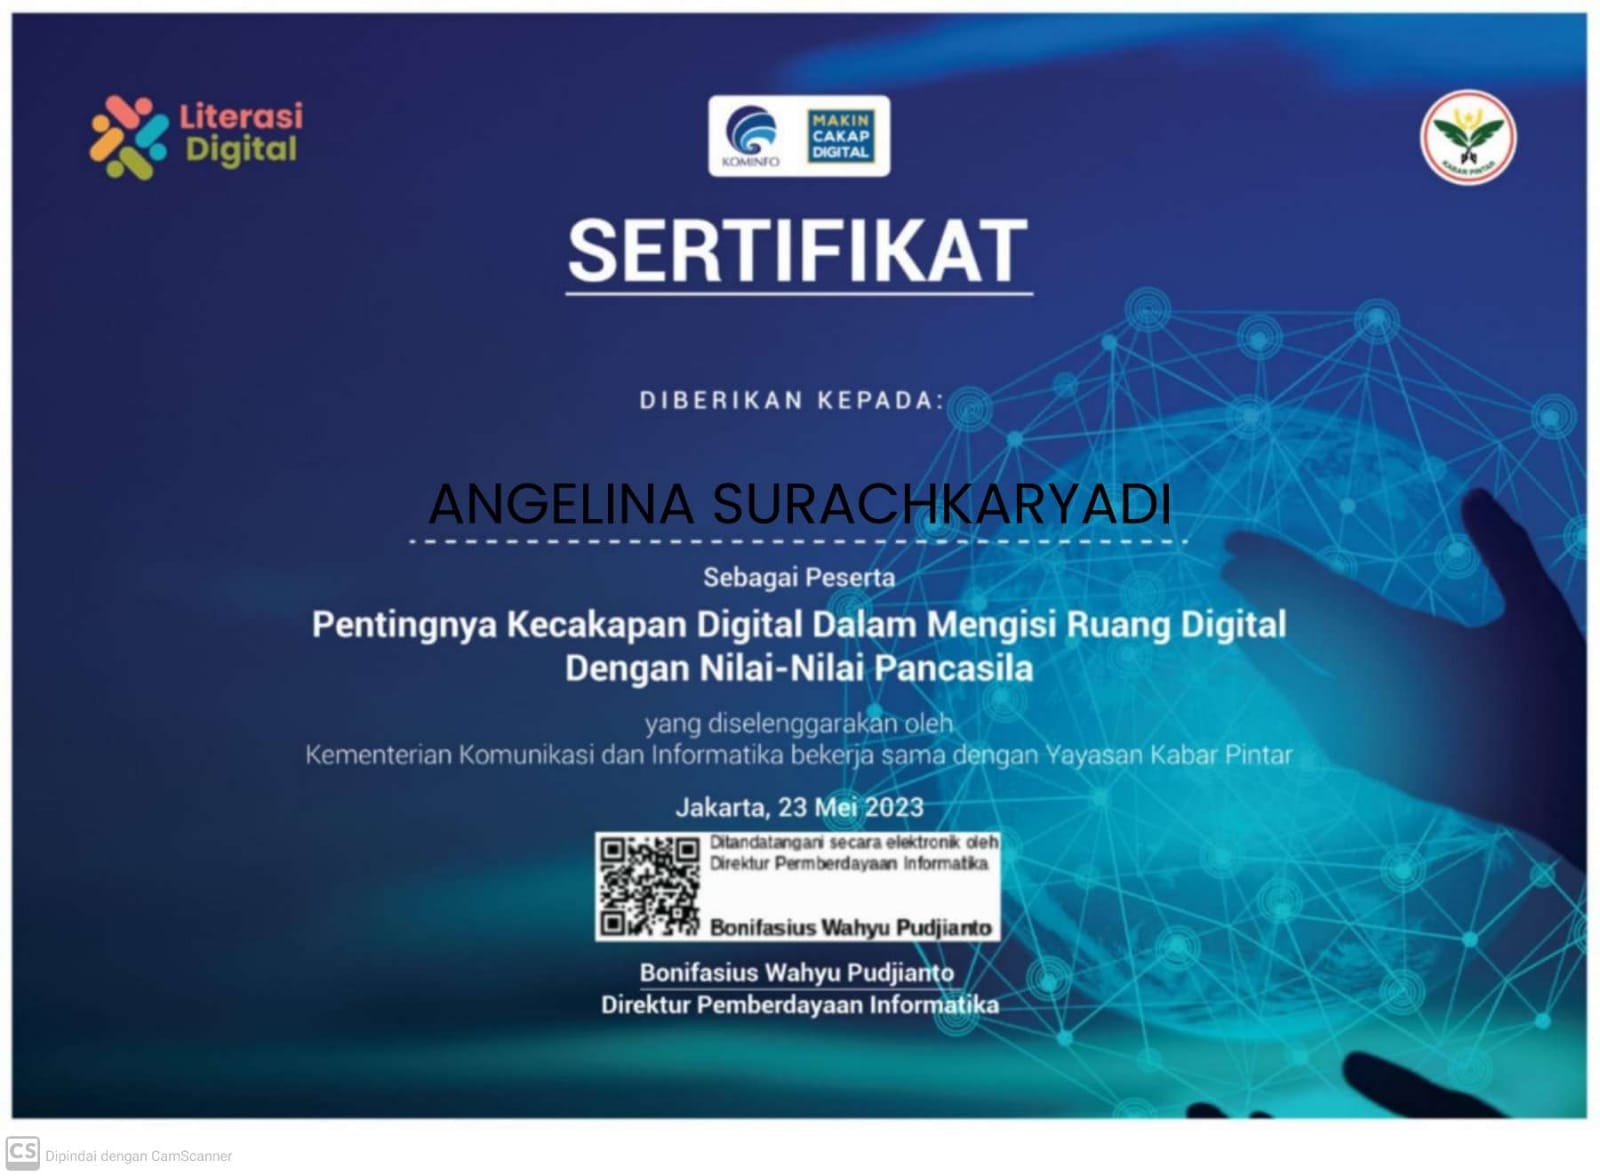 Literasi
Digital
KOMINFO
MAKIN
CAKAP
DIGITAL
KABAR PINTAR
SERTIFIKAT
DIBERIKAN KEPADA:
ANGELINA SURACHKARYADI
Sebagai Peserta
Pentingnya Kecakapan Digital Dalam Mengisi Ruang Digital
Dengan Nilai-Nilai Pancasila
yang diselenggarakan oleh
Kementerian Komunikasi dan Informatika bekerja sama dengan Yayasan Kabar Pintar
Jakarta, 23 Mei 2023
Ditandatangani secara elektronik oleh
Direktur Permberdayaan Informatika
Bonifasius Wahyu Pudjianto
Bonifasius Wahyu Pudjianto
Direktur Pemberdayaan Informatika
CS Dipindai dengan CamScanner